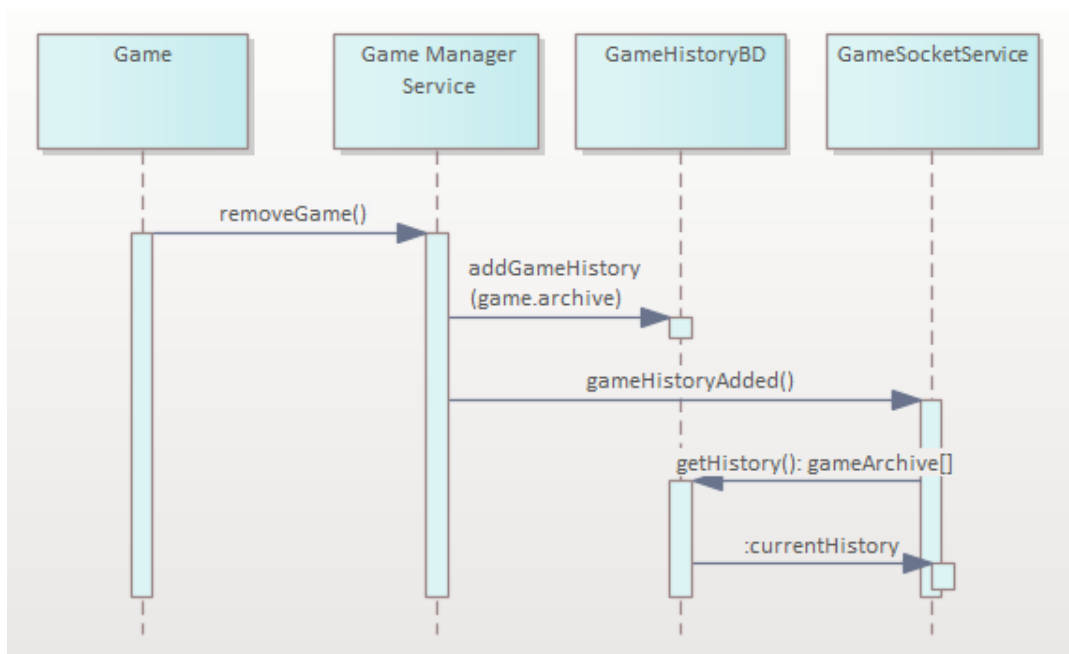 Game
Game Manager
Service
GameHistoryBD
GameSocketService
removeGame()
addGameHistory
(game.archive)
gameHistoryAdded()
getHistory(): gameArchive[]
:currentHistory